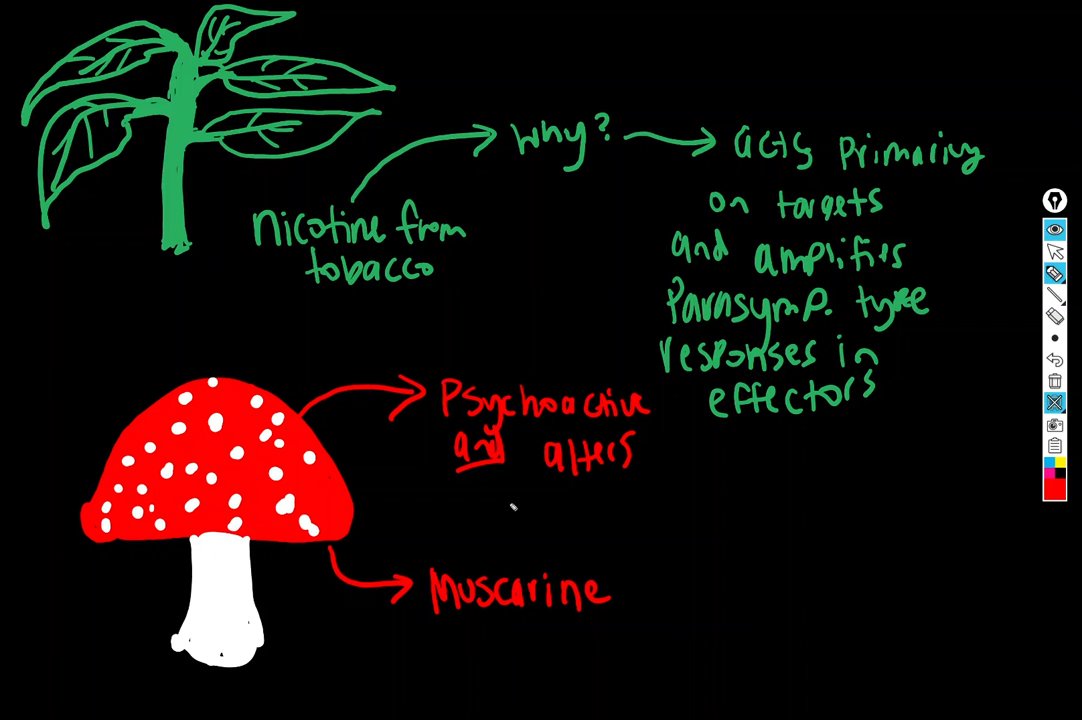 Why?
acts primarily
on targets
and amplifies
Parasymp. type
responses in
effectors
Nicotine from
tobacco
Psychoactive
and alters
Muscarine